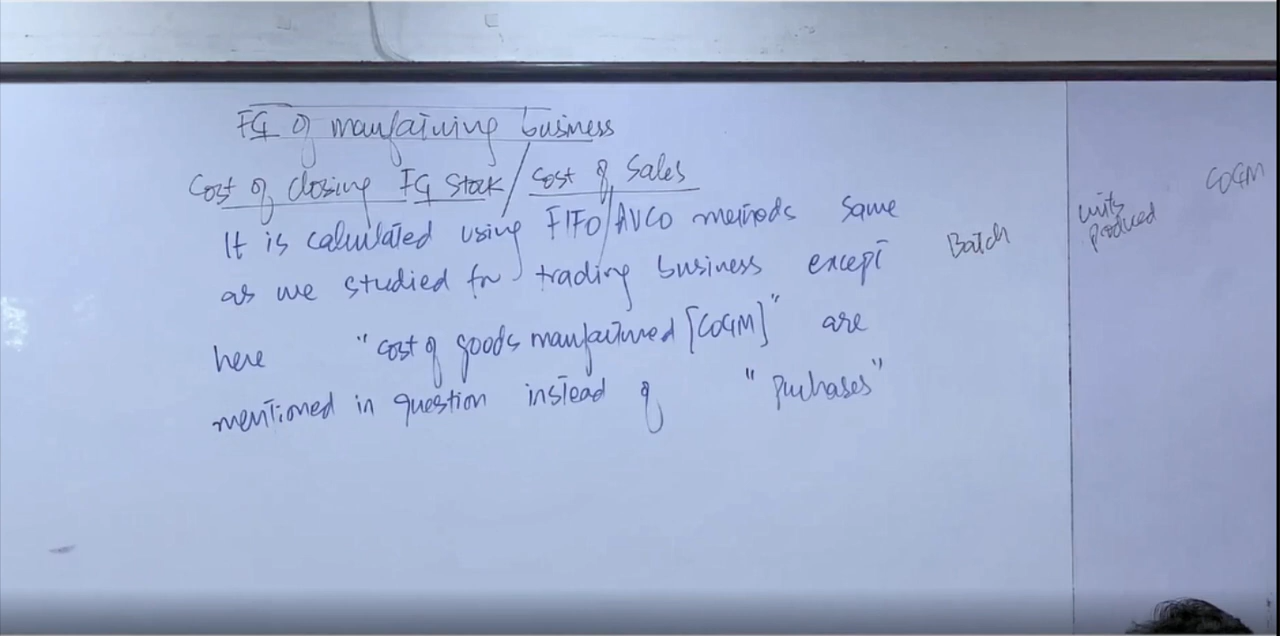 FG of manufaturing business
Cost of closing FG Stock / Cost of Sales
It is calculated using FIFO/AVCO methods same
as we studied for trading business except
here "cost of goods manufatured [COGM]" are
mentioned in question instead of "purchases"
Batch
units
produced
COGM